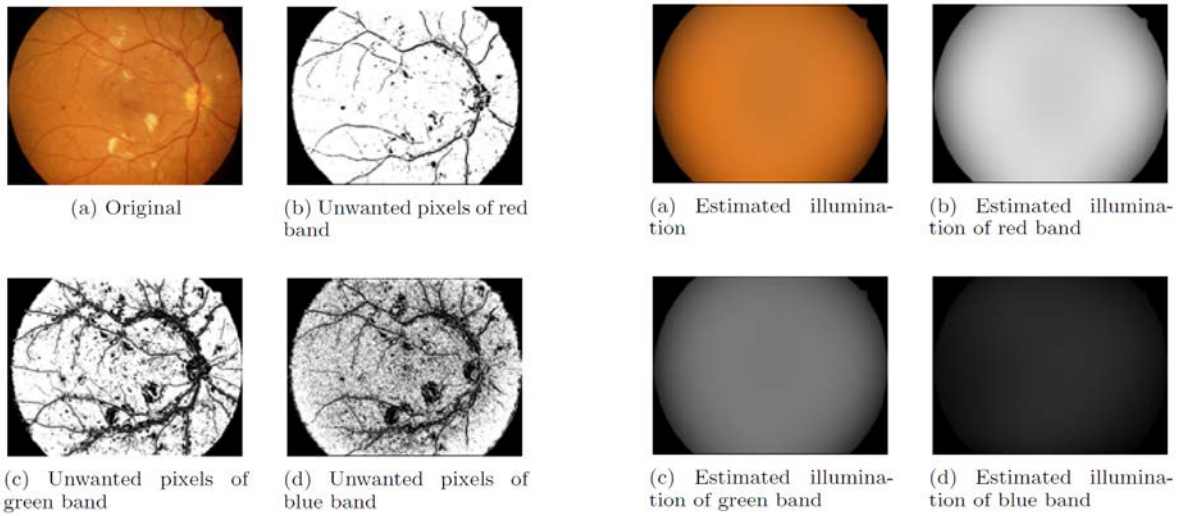 (a) Original
(b) Unwanted pixels of red
band
(c) Unwanted pixels of
green band
(d) Unwanted pixels of
blue band
(a) Estimated illumina-
tion
(b) Estimated illumina-
tion of red band
(c) Estimated illumina-
tion of green band
(d) Estimated illumina-
tion of blue band